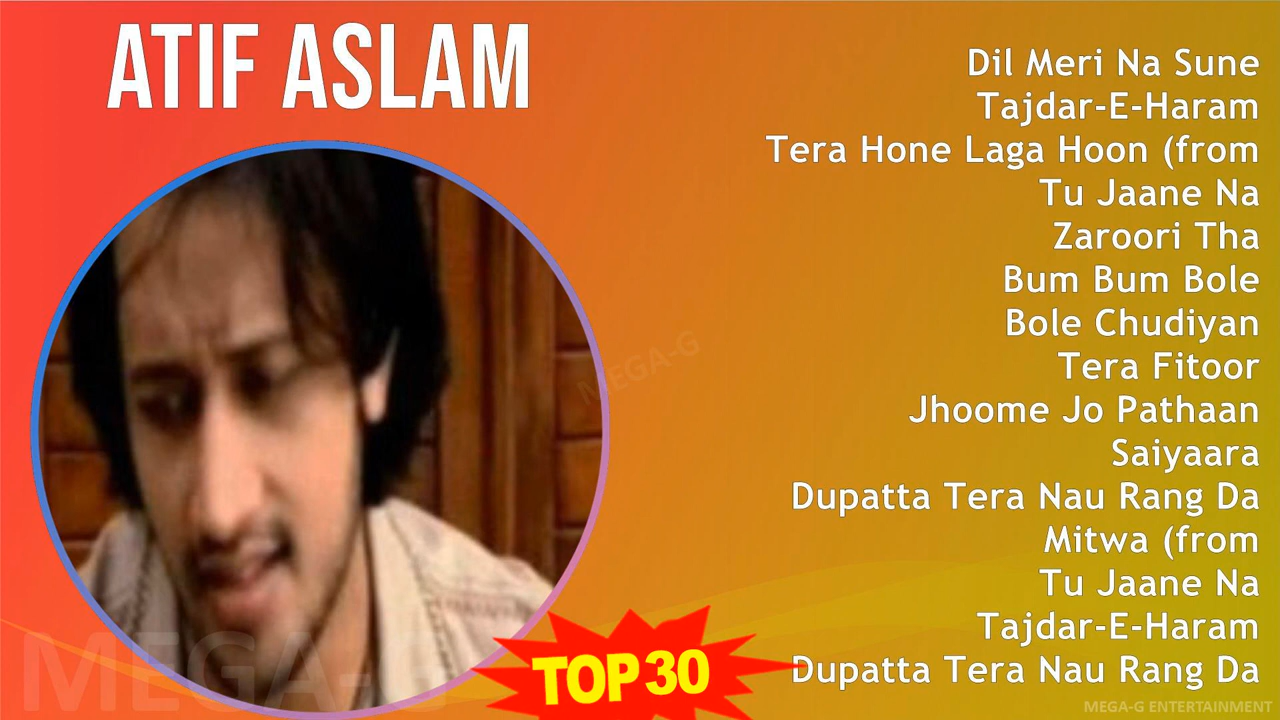 ATIF ASLAM
Dil Meri Na Sune
Tajdar-E-Haram
Tera Hone Laga Hoon (from
Tu Jaane Na
Zaroori Tha
Bum Bum Bole
Bole Chudiyan
Tera Fitoor
Jhoome Jo Pathaan
Saiyaara
Dupatta Tera Nau Rang Da
Mitwa (from
Tu Jaane Na
Tajdar-E-Haram
Dupatta Tera Nau Rang Da
MEGA-G
MEGA-G
TOP 30
MEGA-G ENTERTAINMENT